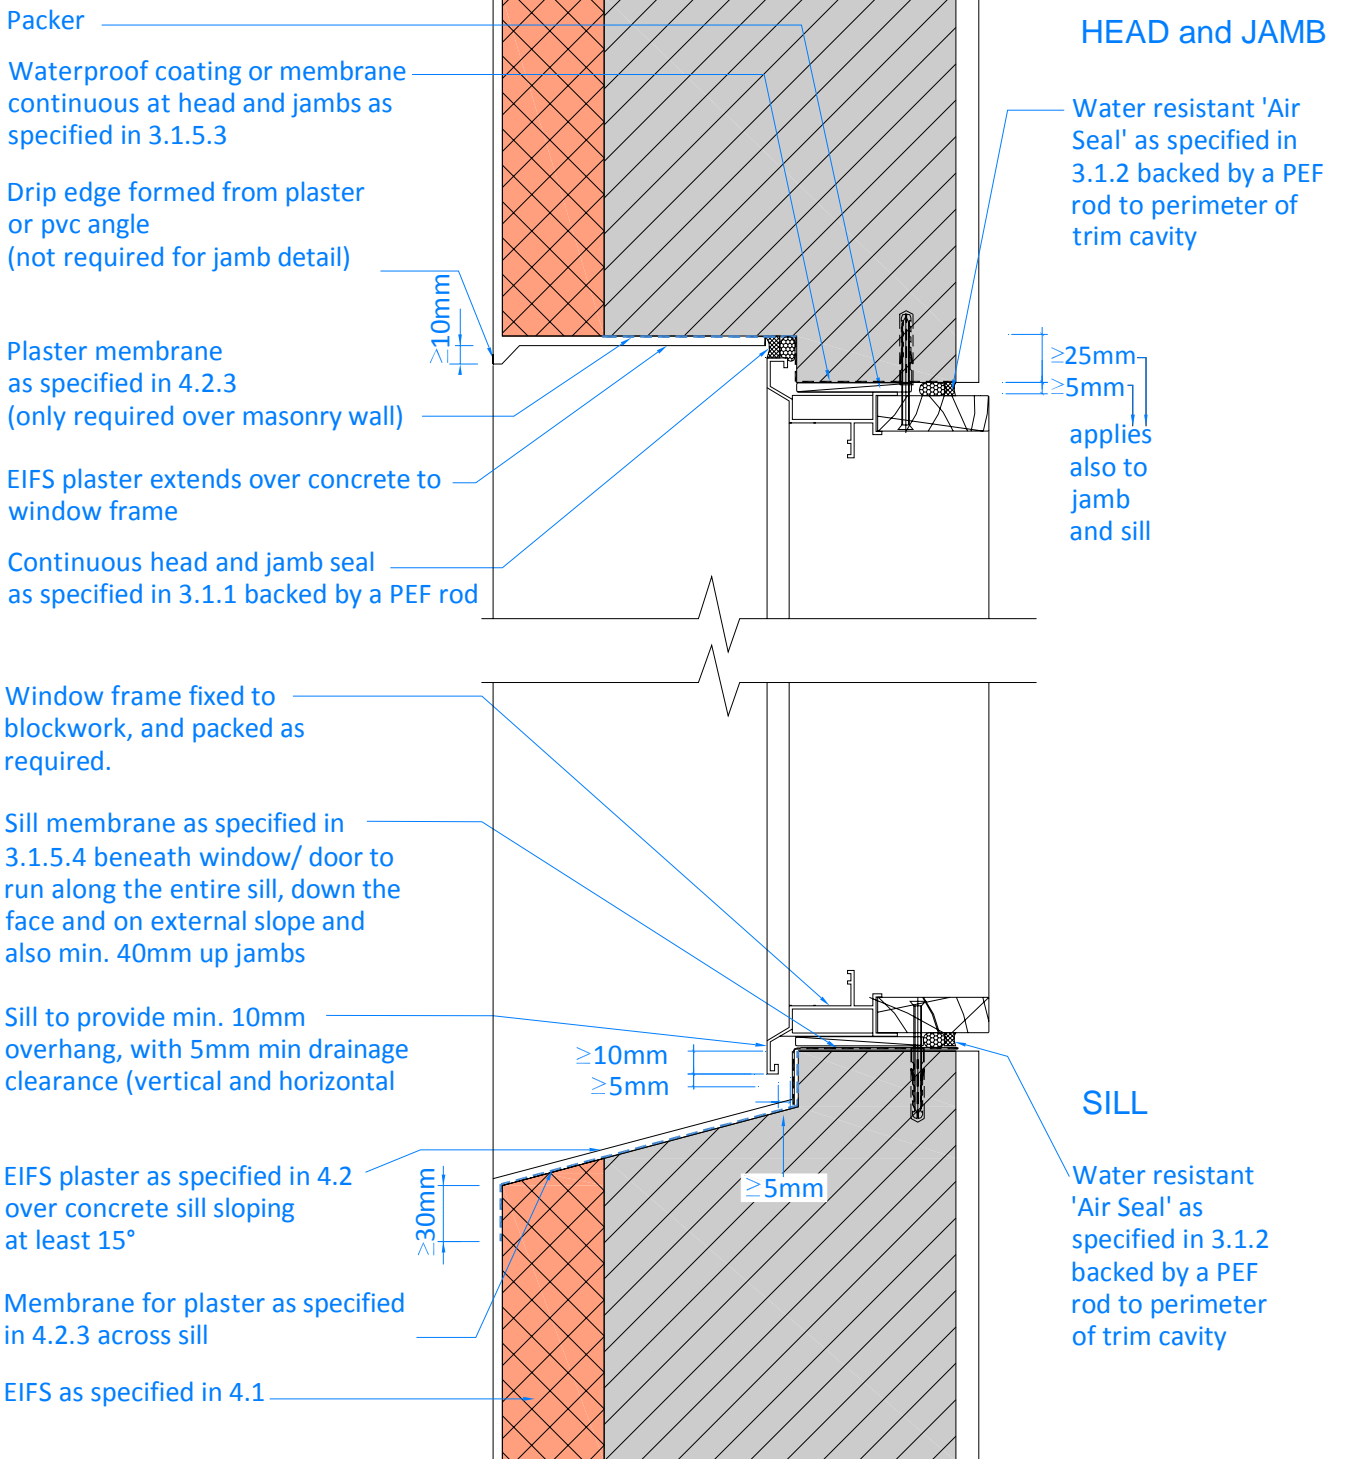 Packer
Waterproof coating or membrane
continuous at head and jambs as
specified in 3.1.5.3
Drip edge formed from plaster
or pvc angle
(not required for jamb detail)
≥10mm
Plaster membrane
as specified in 4.2.3
(only required over masonry wall)
EIFS plaster extends over concrete to
window frame
Continuous head and jamb seal
as specified in 3.1.1 backed by a PEF rod
HEAD and JAMB
Water resistant 'Air
Seal' as specified in
3.1.2 backed by a PEF
rod to perimeter of
trim cavity
≥25mm
≥5mm
applies
also to
jamb
and sill
Window frame fixed to
blockwork, and packed as
required.
Sill membrane as specified in
3.1.5.4 beneath window/ door to
run along the entire sill, down the
face and on external slope and
also min. 40mm up jambs
Sill to provide min. 10mm
overhang, with 5mm min drainage
clearance (vertical and horizontal
≥10mm
≥5mm
≥5mm
EIFS plaster as specified in 4.2
over concrete sill sloping
at least 15°
≥30mm
Membrane for plaster as specified
in 4.2.3 across sill
EIFS as specified in 4.1
SILL
Water resistant
'Air Seal' as
specified in 3.1.2
backed by a PEF
rod to perimeter
of trim cavity